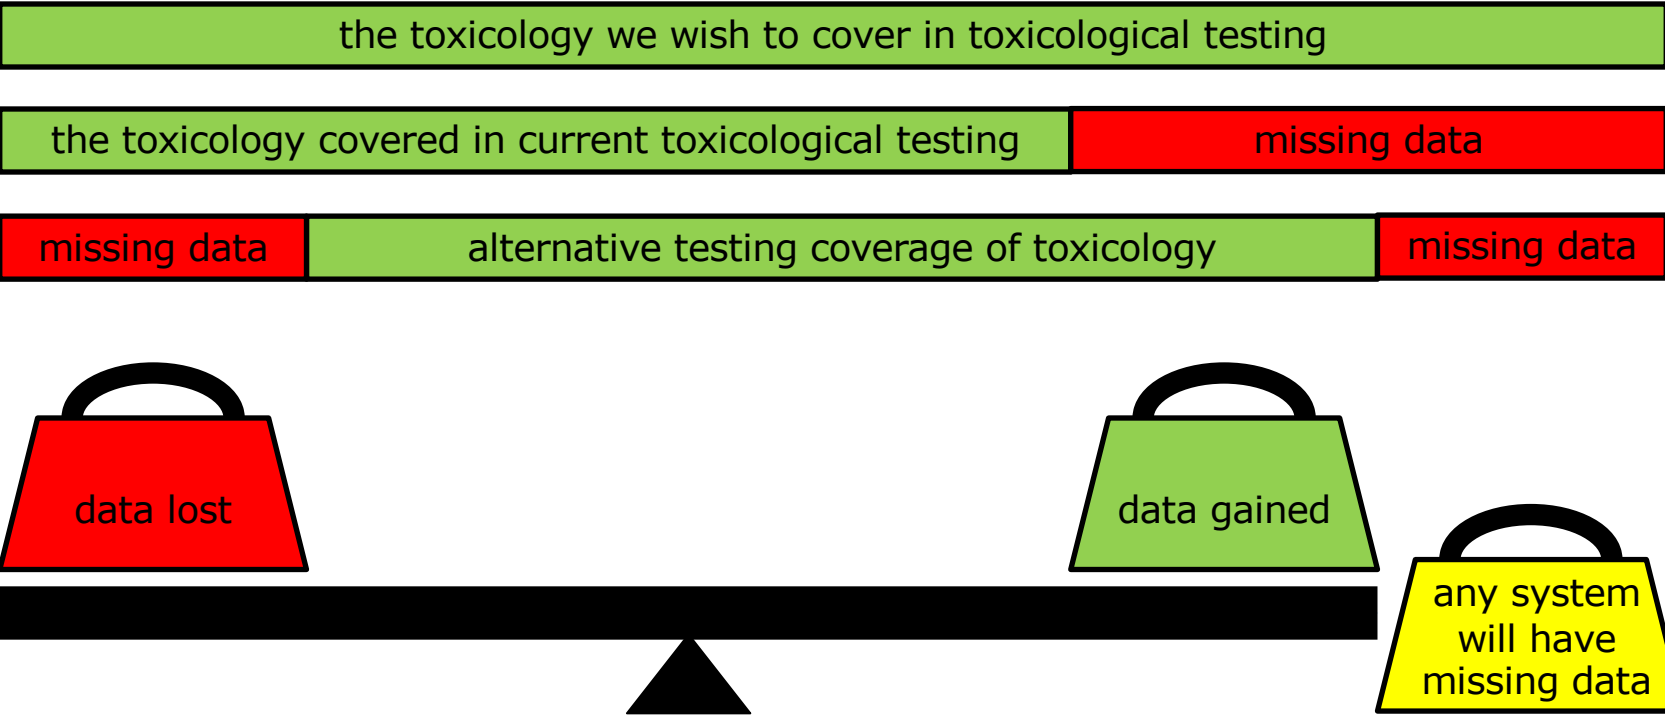 the toxicology we wish to cover in toxicological testing
the toxicology covered in current toxicological testing
missing data
missing data
alternative testing coverage of toxicology
missing data
data lost
data gained
any system
will have
missing data